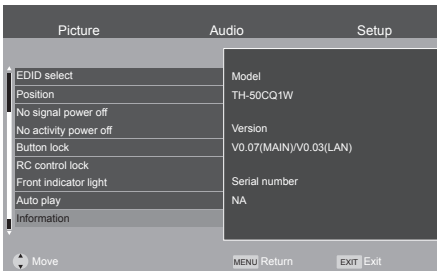 Picture Audio Setup
EDID select
Position
No signal power off
No activity power off
Button lock
RC control lock
Front indicator light
Auto play
Information
Model
TH-50CQ1W
Version
V0.07(MAIN)/V0.03(LAN)
Serial number
NA
Move MENU Return EXIT Exit